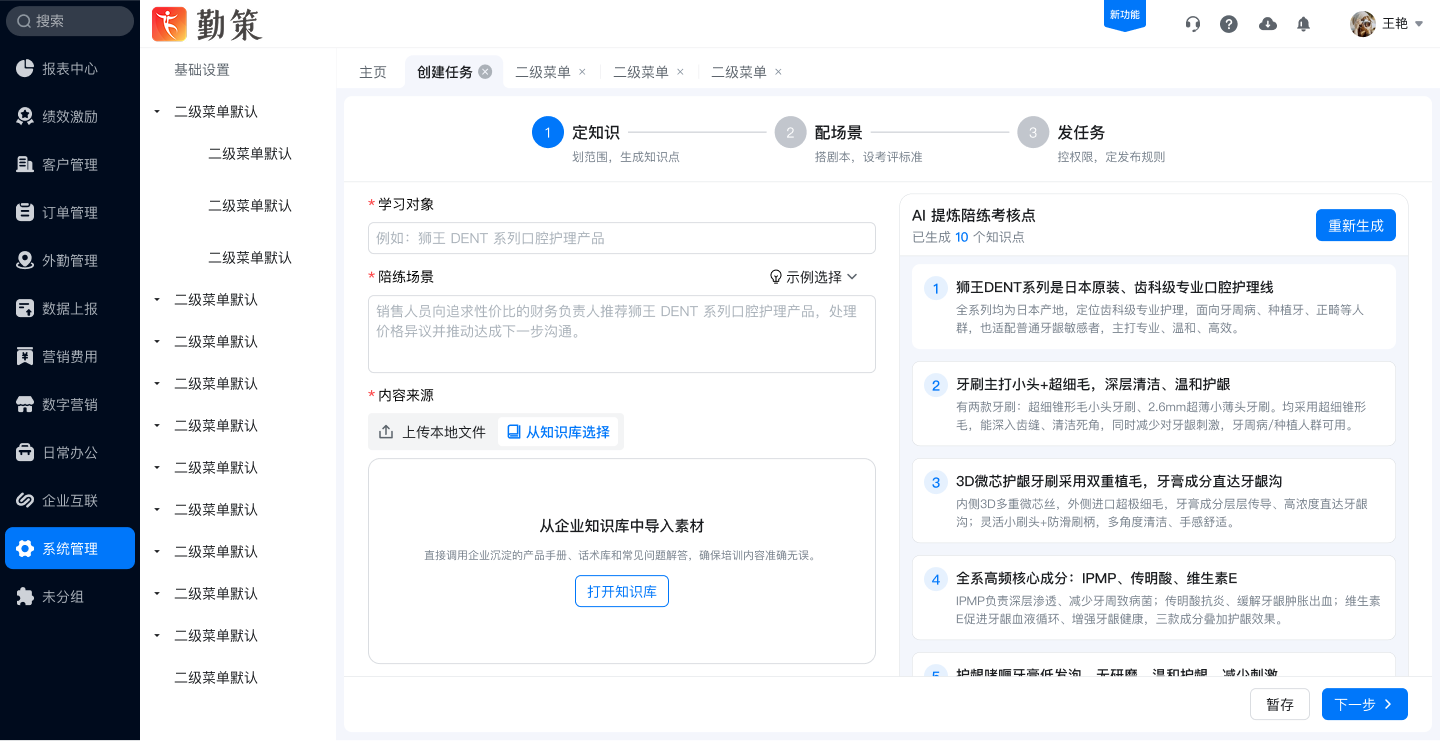 搜索
勤策
新功能
王艳
报表中心
绩效激励
客户管理
订单管理
外勤管理
数据上报
营销费用
数字营销
日常办公
企业互联
系统管理
未分组
基础设置
二级菜单默认
二级菜单默认
二级菜单默认
二级菜单默认
二级菜单默认
二级菜单默认
二级菜单默认
二级菜单默认
二级菜单默认
二级菜单默认
二级菜单默认
二级菜单默认
二级菜单默认
二级菜单默认
主页
创建任务
二级菜单
二级菜单
二级菜单
1 定知识
划范围，生成知识点
2 配场景
搭剧本，设考评标准
3 发任务
控权限，定发布规则
* 学习对象
例如：狮王 DENT 系列口腔护理产品
* 陪练场景
示例选择
销售人员向追求性价比的财务负责人推荐狮王 DENT 系列口腔护理产品，处理
价格异议并推动达成下一步沟通。
* 内容来源
上传本地文件
从知识库选择
从企业知识库中导入素材
直接调用企业沉淀的产品手册、话术库和常见问题解答，确保培训内容准确无误。
打开知识库
AI 提炼陪练考核点
已生成 10 个知识点
重新生成
1 狮王DENT系列是日本原装、齿科级专业口腔护理线
全系列均为日本产地，定位齿科级专业护理，面向牙周病、种植牙、正畸等人
群，也适配普通牙龈敏感者，主打专业、温和、高效。
2 牙刷主打小头+超细毛，深层清洁、温和护龈
有两款牙刷：超细锥形毛小头牙刷、2.6mm超薄小薄头牙刷。均采用超细锥形
毛，能深入齿缝、清洁死角，同时减少对牙龈刺激，牙周病/种植人群可用。
3 3D微芯护龈牙刷采用双重植毛，牙膏成分直达牙龈沟
内侧3D多重微芯丝，外侧进口超极细毛，牙膏成分层层传导、高浓度直达牙龈
沟；灵活小刷头+防滑刷柄，多角度清洁、手感舒适。
4 全系高频核心成分：IPMP、传明酸、维生素E
IPMP负责深层渗透、减少牙周致病菌；传明酸抗炎、缓解牙龈肿胀出血；维生素
E促进牙龈血液循环、增强牙龈健康，三款成分叠加护龈效果。
5 护龈啫喱牙膏低发泡、无研磨，温和护龈、减少刺激
暂存
下一步